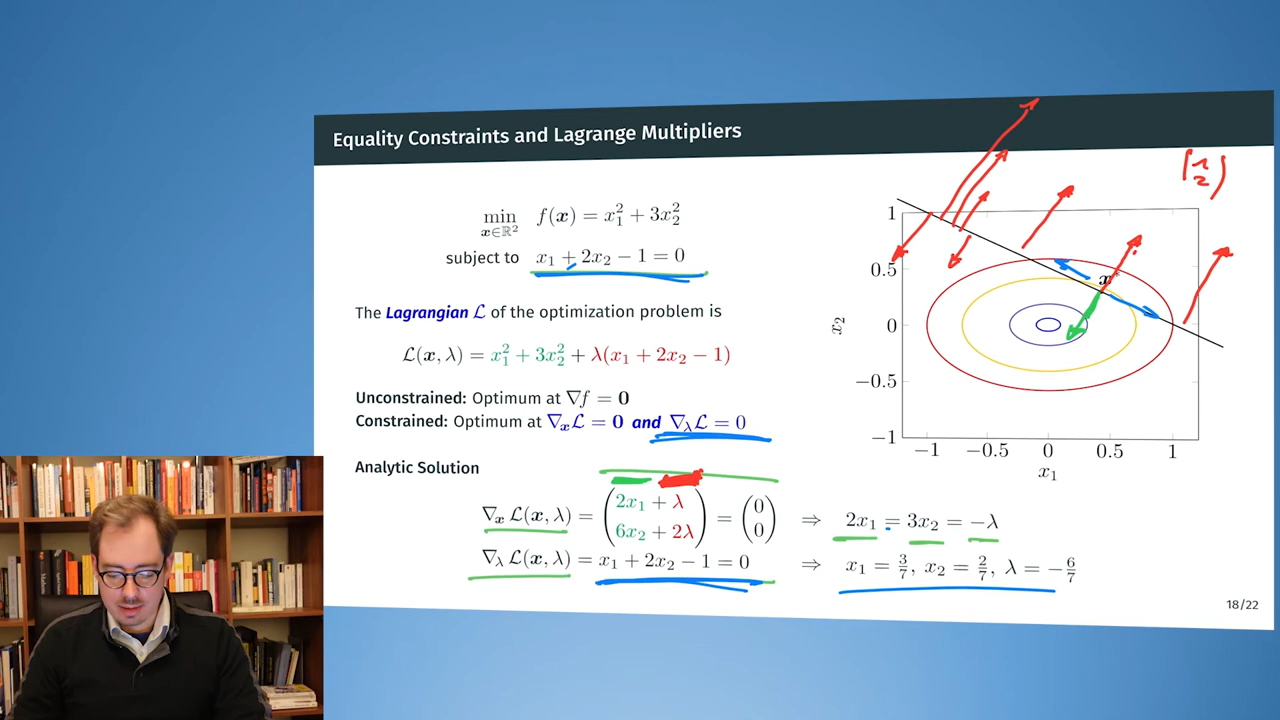 Equality Constraints and Lagrange Multipliers
min f(x) = x₁² + 3x₂²
x∈ℝ²
subject to x₁ + 2x₂ − 1 = 0
The Lagrangian ℒ of the optimization problem is
ℒ(x, λ) = x₁² + 3x₂² + λ(x₁ + 2x₂ − 1)
Unconstrained: Optimum at ∇f = 0
Constrained: Optimum at ∇ₓℒ = 0 and ∇_λℒ = 0
Analytic Solution
∇ₓ ℒ(x, λ) = (2x₁ + λ
6x₂ + 2λ) = (0
0) ⇒ 2x₁ = 3x₂ = −λ
∇_λ ℒ(x, λ) = x₁ + 2x₂ − 1 = 0 ⇒ x₁ = 3/7, x₂ = 2/7, λ = −6/7
(1
2)
1
0.5
0
−0.5
−1
x₂
x*
−1 −0.5 0 0.5 1
x₁
18/22